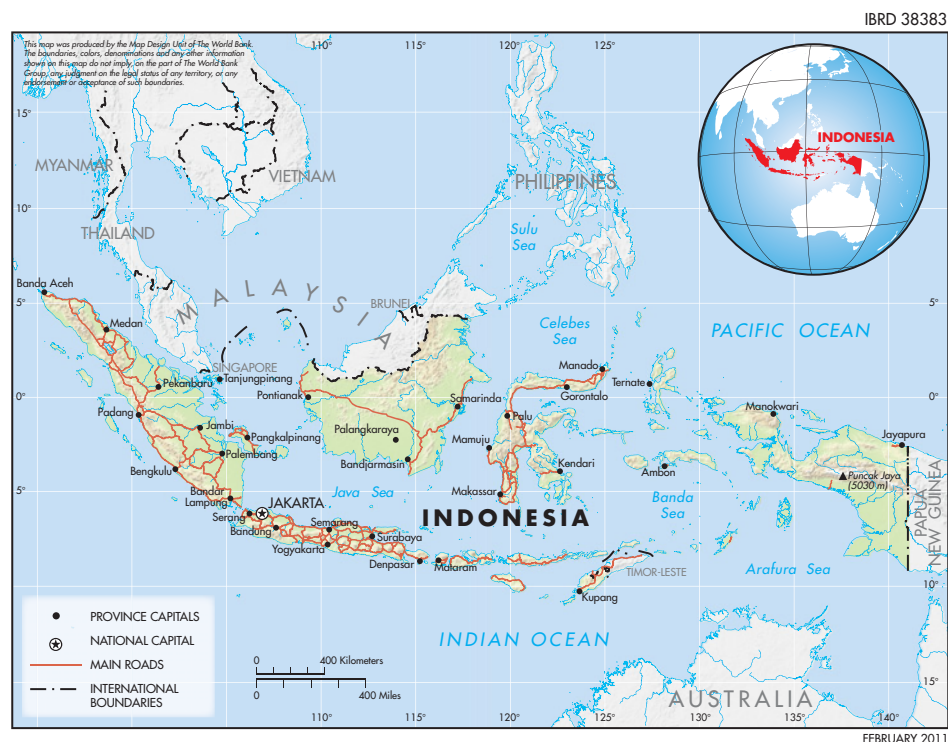 IBRD 38383
This map was produced by the Map Design Unit of The World Bank.
The boundaries, colors, denominations and any other information
shown on this map do not imply, on the part of The World Bank
Group, any judgment on the legal status of any territory, or any
endorsement or acceptance of such boundaries.
110°
115°
120°
125°
15°
INDONESIA
MYANMAR
VIETNAM
PHILIPPINES
10°
THAILAND
Sulu
Sea
Banda Aceh
5°
MALAYSIA
BRUNEI
5°
Medan
Celebes
Sea
PACIFIC OCEAN
SINGAPORE
Manado
Pekanbaru
Tanjungpinang
Ternate
0°
Pontianak
Samarinda
Gorontalo
0°
Manokwari
Padang
Palu
Jambi
Palangkaraya
Pangkalpinang
Mamuju
Jayapura
Palembang
Bengkulu
Bandjarmasin
Kendari
Ambon
Puncak Jaya
(5030 m)
5°
Bandar
Lampung
Java Sea
Makassar
Banda
Sea
JAKARTA
Serang
INDONESIA
PAPUA
NEW GUINEA
Bandung
Semarang
Surabaya
Yogyakarta
Denpasar
Mataram
TIMOR-LESTE
Arafura Sea
10°
Kupang
PROVINCE CAPITALS
NATIONAL CAPITAL
MAIN ROADS
INTERNATIONAL
BOUNDARIES
INDIAN OCEAN
0 400 Kilometers
0 400 Miles
15°
AUSTRALIA
110°
115°
120°
125°
130°
135°
140°
FEBRUARY 2011